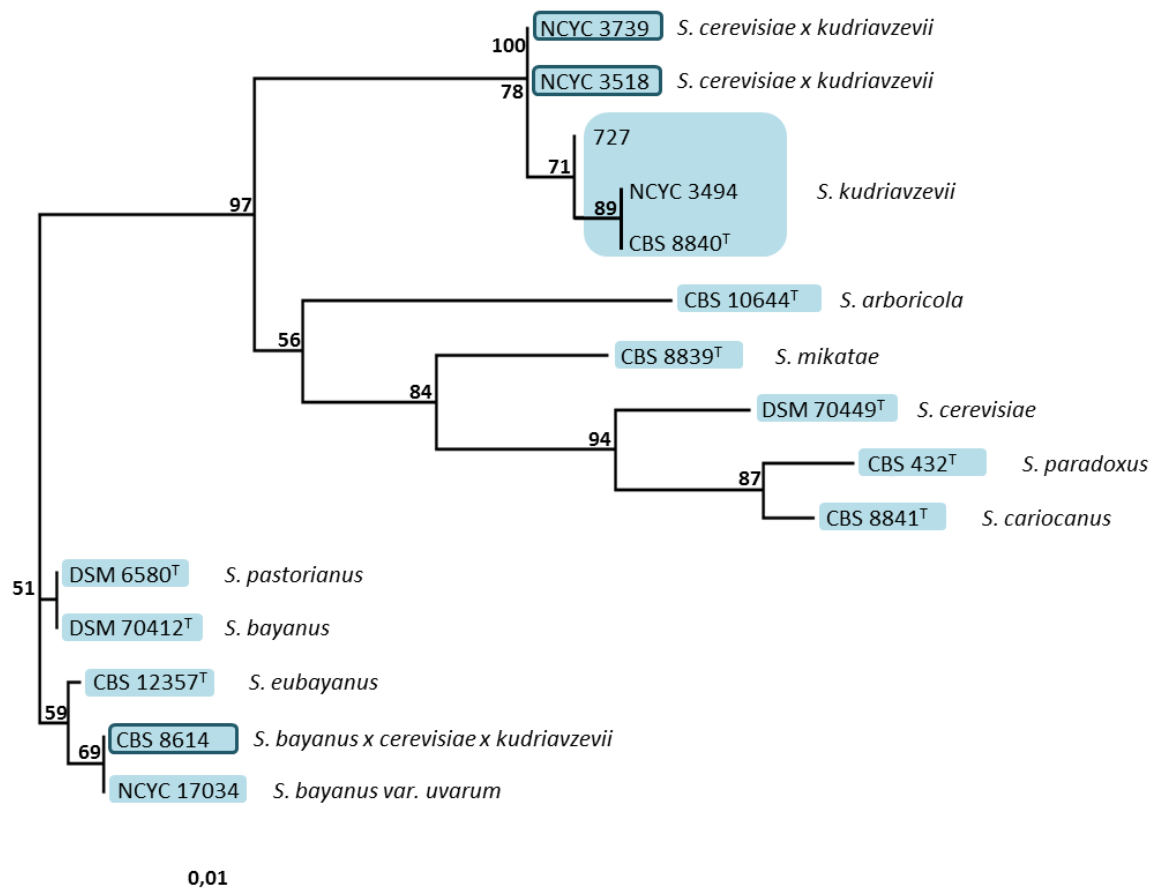 NCYC 3739 S. cerevisiae x kudriavzevii
100
NCYC 3518 S. cerevisiae x kudriavzevii
78
727
71
NCYC 3494 S. kudriavzevii
97
89
CBS 8840ᵀ
CBS 10644ᵀ S. arboricola
56
CBS 8839ᵀ S. mikatae
84
DSM 70449ᵀ S. cerevisiae
94
CBS 432ᵀ S. paradoxus
87
CBS 8841ᵀ S. cariocanus
DSM 6580ᵀ S. pastorianus
51
DSM 70412ᵀ S. bayanus
CBS 12357ᵀ S. eubayanus
59
CBS 8614 S. bayanus x cerevisiae x kudriavzevii
69
NCYC 17034 S. bayanus var. uvarum
0,01